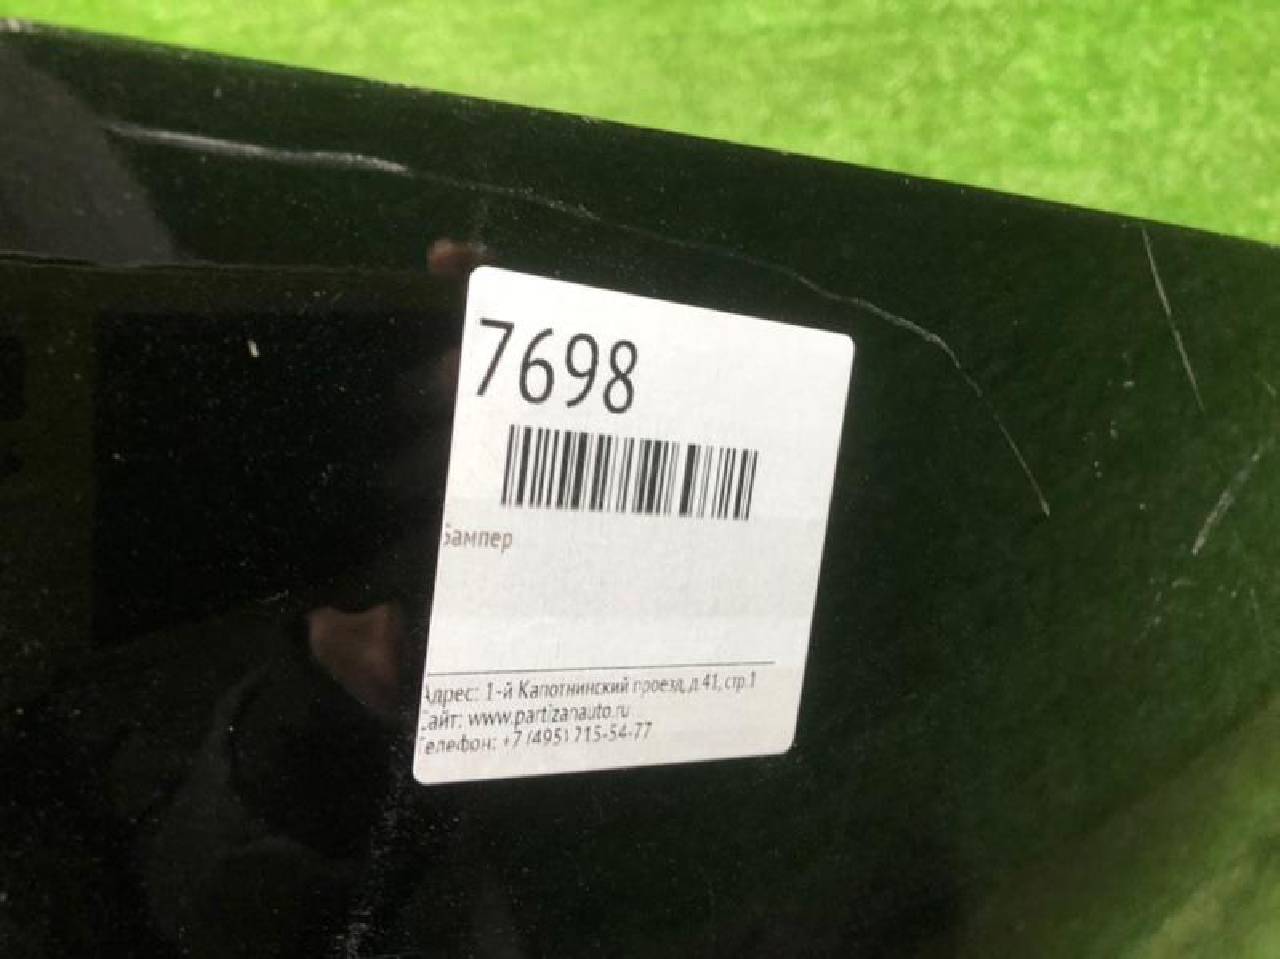 7698
Бампер
Адрес: 1-й Капотнинский проезд, д.41, стр.1
Сайт: www.partizanauto.ru
Телефон: +7 (495) 715-54-77